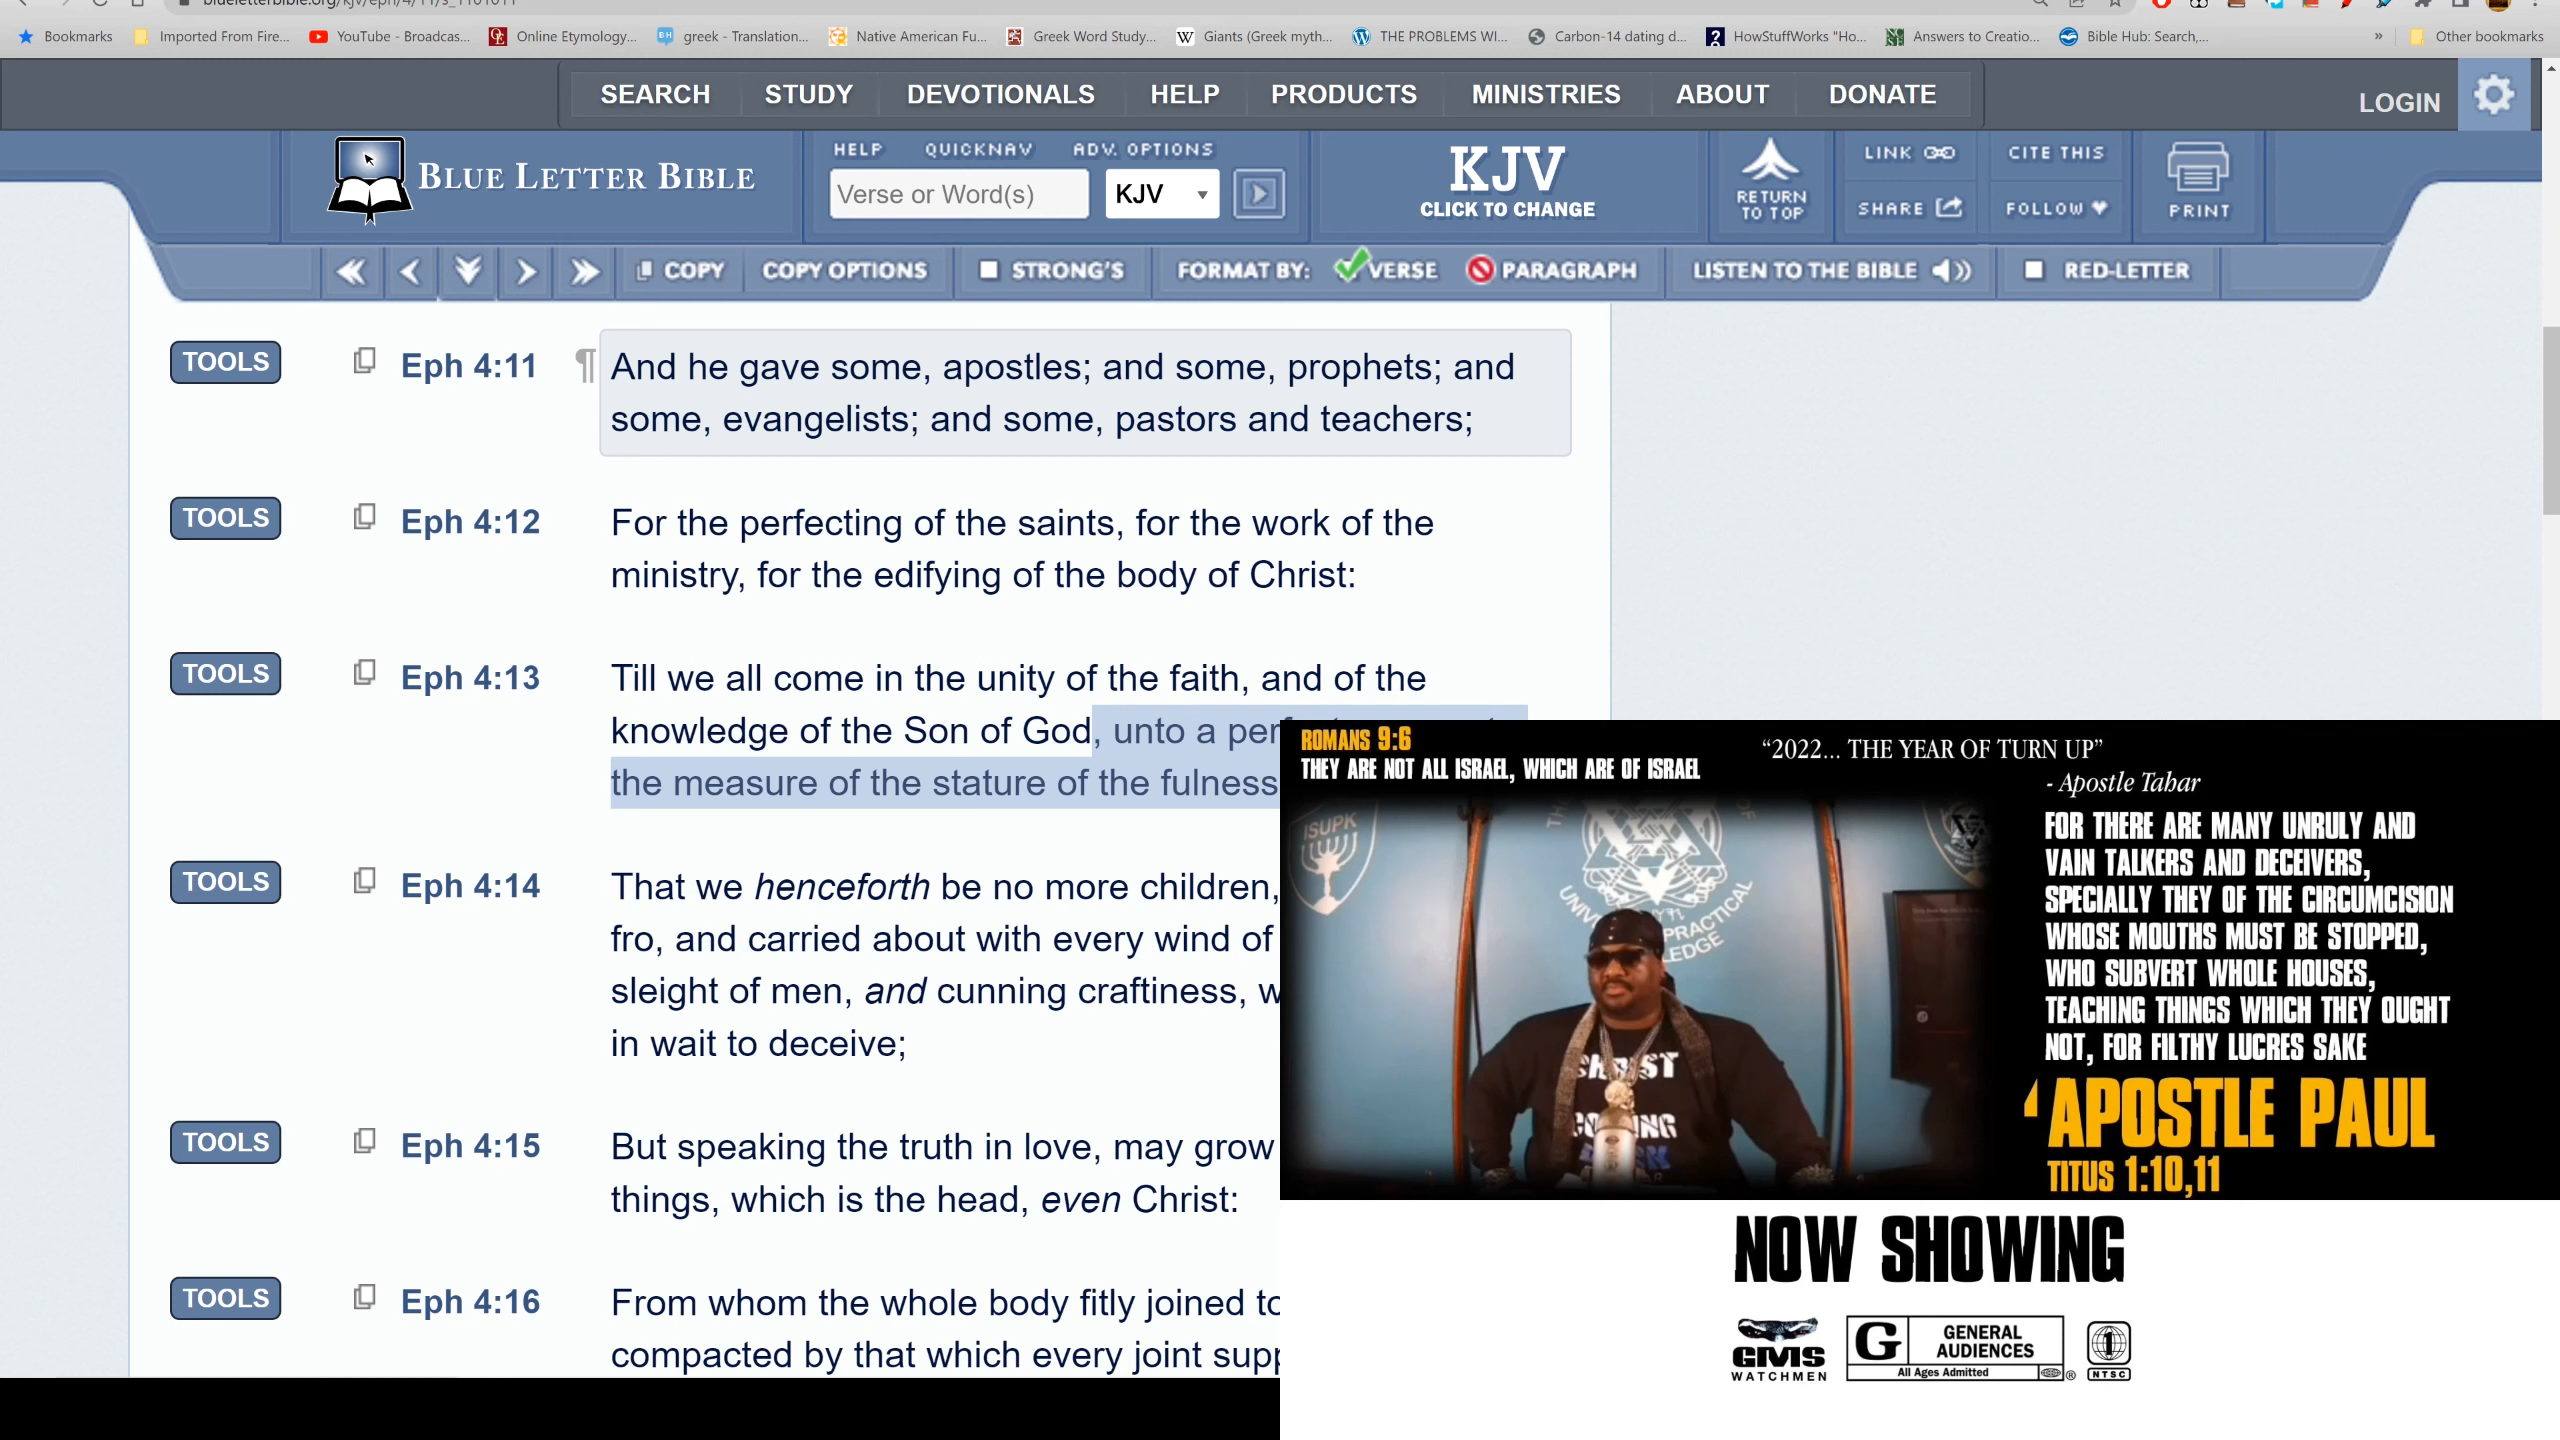 blueletterbible.org/kjv/eph/4/11/s_1101011
Bookmarks
Imported From Fire...
YouTube - Broadcas...
Online Etymology...
greek - Translation...
Native American Fu...
Greek Word Study...
Giants (Greek myth...
THE PROBLEMS WI...
Carbon-14 dating d...
HowStuffWorks "Ho...
Answers to Creatio...
Bible Hub: Search,...
» Other bookmarks
SEARCH STUDY DEVOTIONALS HELP PRODUCTS MINISTRIES ABOUT DONATE
LOGIN
BLUE LETTER BIBLE
HELP QUICKNAV ADV. OPTIONS
Verse or Word(s) KJV
KJV
CLICK TO CHANGE
RETURN
TO TOP
LINK
CITE THIS
SHARE
FOLLOW
PRINT
COPY COPY OPTIONS STRONG'S FORMAT BY: VERSE PARAGRAPH LISTEN TO THE BIBLE RED-LETTER
TOOLS Eph 4:11 ¶ And he gave some, apostles; and some, prophets; and
some, evangelists; and some, pastors and teachers;
TOOLS Eph 4:12 For the perfecting of the saints, for the work of the
ministry, for the edifying of the body of Christ:
TOOLS Eph 4:13 Till we all come in the unity of the faith, and of the
knowledge of the Son of God, unto a
the measure of the stature of the fulness
TOOLS Eph 4:14 That we henceforth be no more children,
fro, and carried about with every wind of
sleight of men, and cunning craftiness,
in wait to deceive;
TOOLS Eph 4:15 But speaking the truth in love, may grow
things, which is the head, even Christ:
TOOLS Eph 4:16 From whom the whole body fitly joined
compacted by that which every joint
ROMANS 9:6
THEY ARE NOT ALL ISRAEL, WHICH ARE OF ISRAEL
“2022... THE YEAR OF TURN UP”
- Apostle Tahar
FOR THERE ARE MANY UNRULY AND
VAIN TALKERS AND DECEIVERS,
SPECIALLY THEY OF THE CIRCUMCISION
WHOSE MOUTHS MUST BE STOPPED,
WHO SUBVERT WHOLE HOUSES,
TEACHING THINGS WHICH THEY OUGHT
NOT, FOR FILTHY LUCRES SAKE
‘APOSTLE PAUL
TITUS 1:10,11
ISUPK
CHRIST
NOW SHOWING
GMS
WATCHMEN
G GENERAL
AUDIENCES
All Ages Admitted
®
1
NTSC